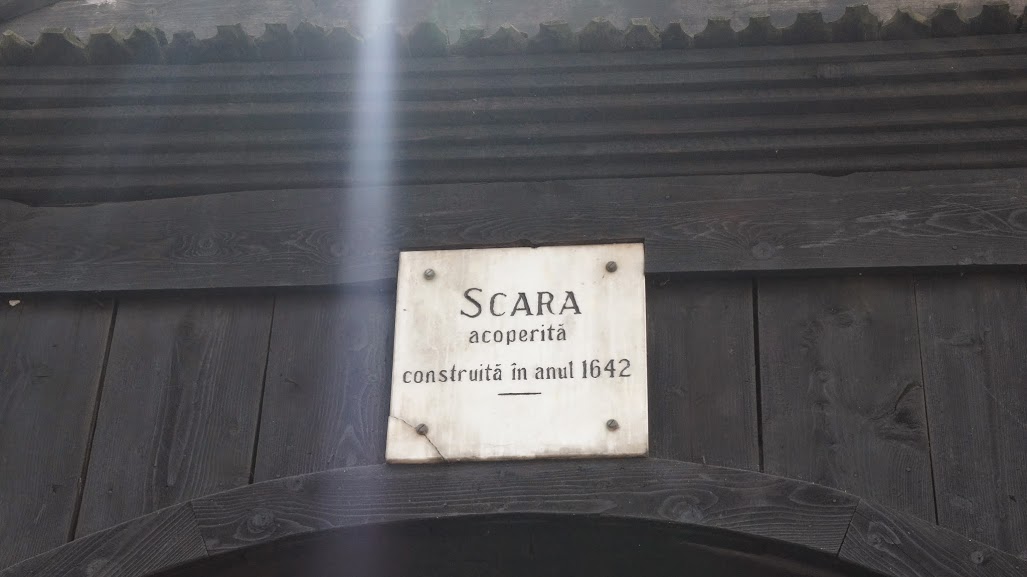 SCARA
acoperită
construită în anul 1642